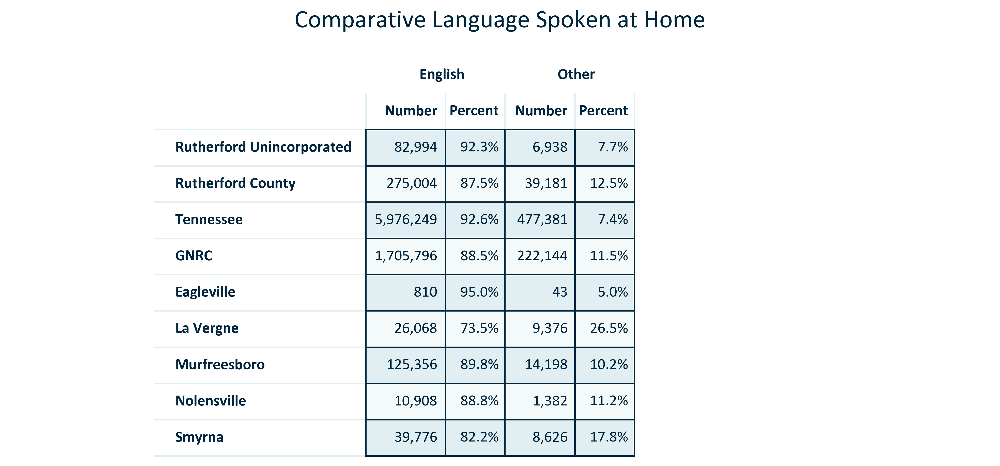 Comparative Language Spoken at Home
English Other
Number Percent Number Percent
Rutherford Unincorporated 82,994 92.3% 6,938 7.7%
Rutherford County 275,004 87.5% 39,181 12.5%
Tennessee 5,976,249 92.6% 477,381 7.4%
GNRC 1,705,796 88.5% 222,144 11.5%
Eagleville 810 95.0% 43 5.0%
La Vergne 26,068 73.5% 9,376 26.5%
Murfreesboro 125,356 89.8% 14,198 10.2%
Nolensville 10,908 88.8% 1,382 11.2%
Smyrna 39,776 82.2% 8,626 17.8%